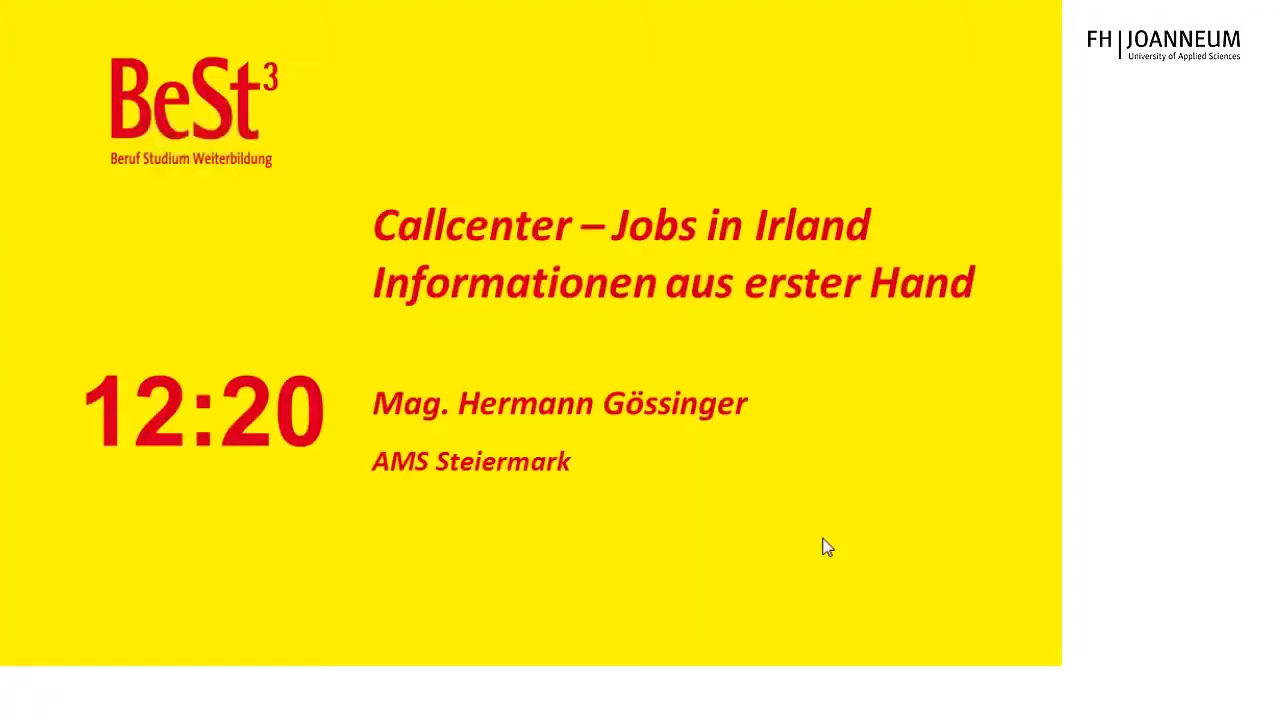 BeSt³
Beruf Studium Weiterbildung
FH | JOANNEUM
University of Applied Sciences
Callcenter – Jobs in Irland
Informationen aus erster Hand
12:20
Mag. Hermann Gössinger
AMS Steiermark